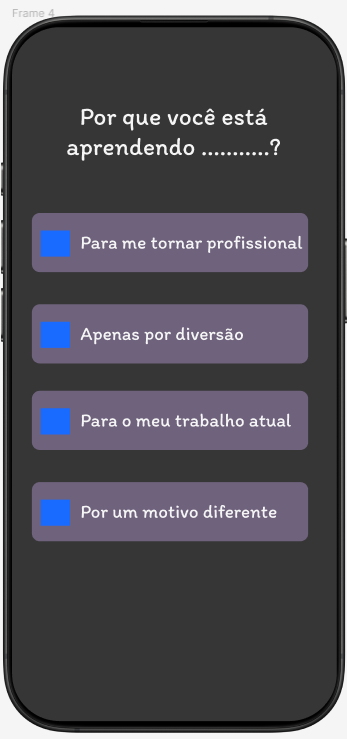 Frame 4
Por que você está
aprendendo ...........?
Para me tornar profissional
Apenas por diversão
Para o meu trabalho atual
Por um motivo diferente